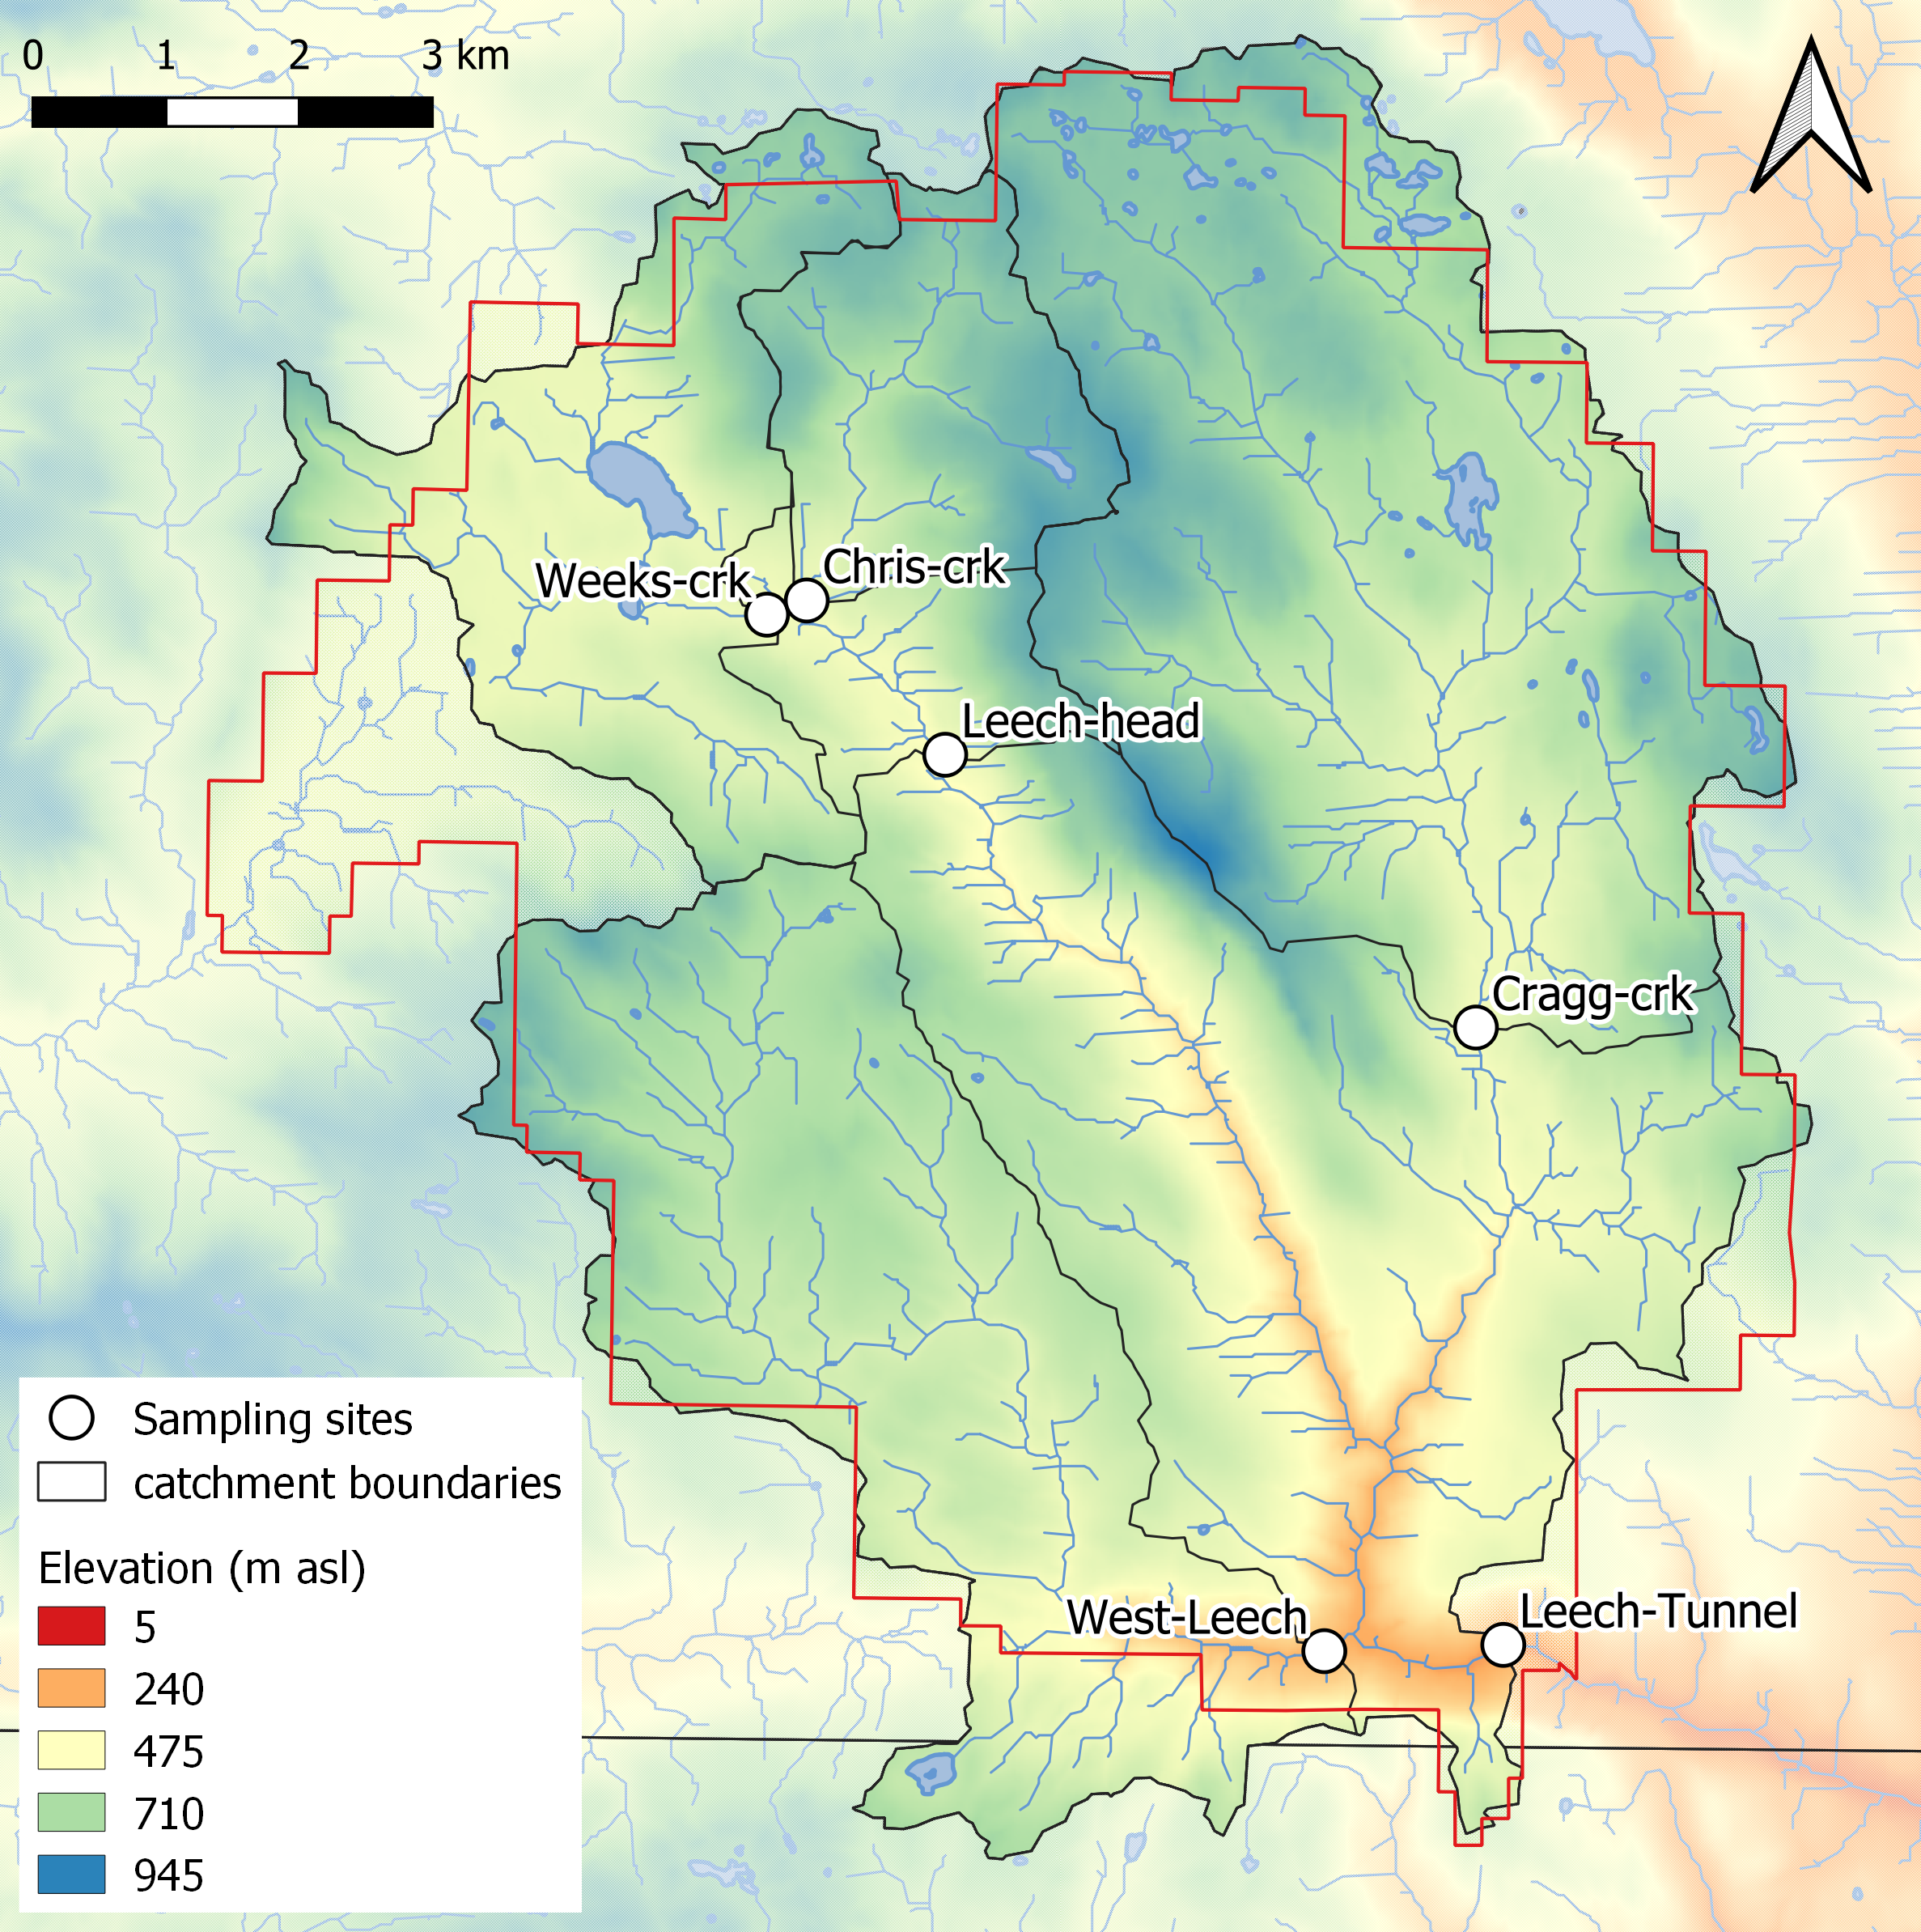 0 1 2 3 km
Weeks-crk
Chris-crk
Leech-head
Cragg-crk
West-Leech
Leech-Tunnel
Sampling sites
catchment boundaries
Elevation (m asl)
5
240
475
710
945